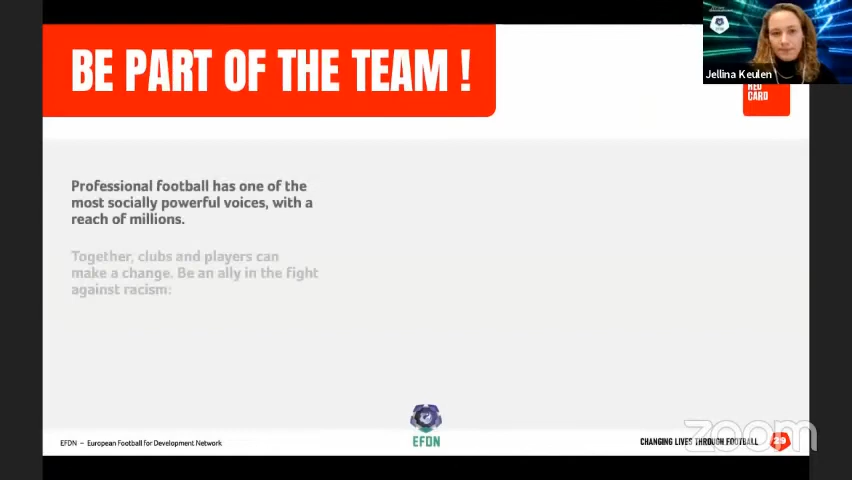 BE PART OF THE TEAM !
Jellina Keulen
RED
CARD
Professional football has one of the
most socially powerful voices, with a
reach of millions.
Together, clubs and players can
make a change. Be an ally in the fight
against racism:
EFDN
EFDN – European Football for Development Network
CHANGING LIVES THROUGH FOOTBALL
29
zoom